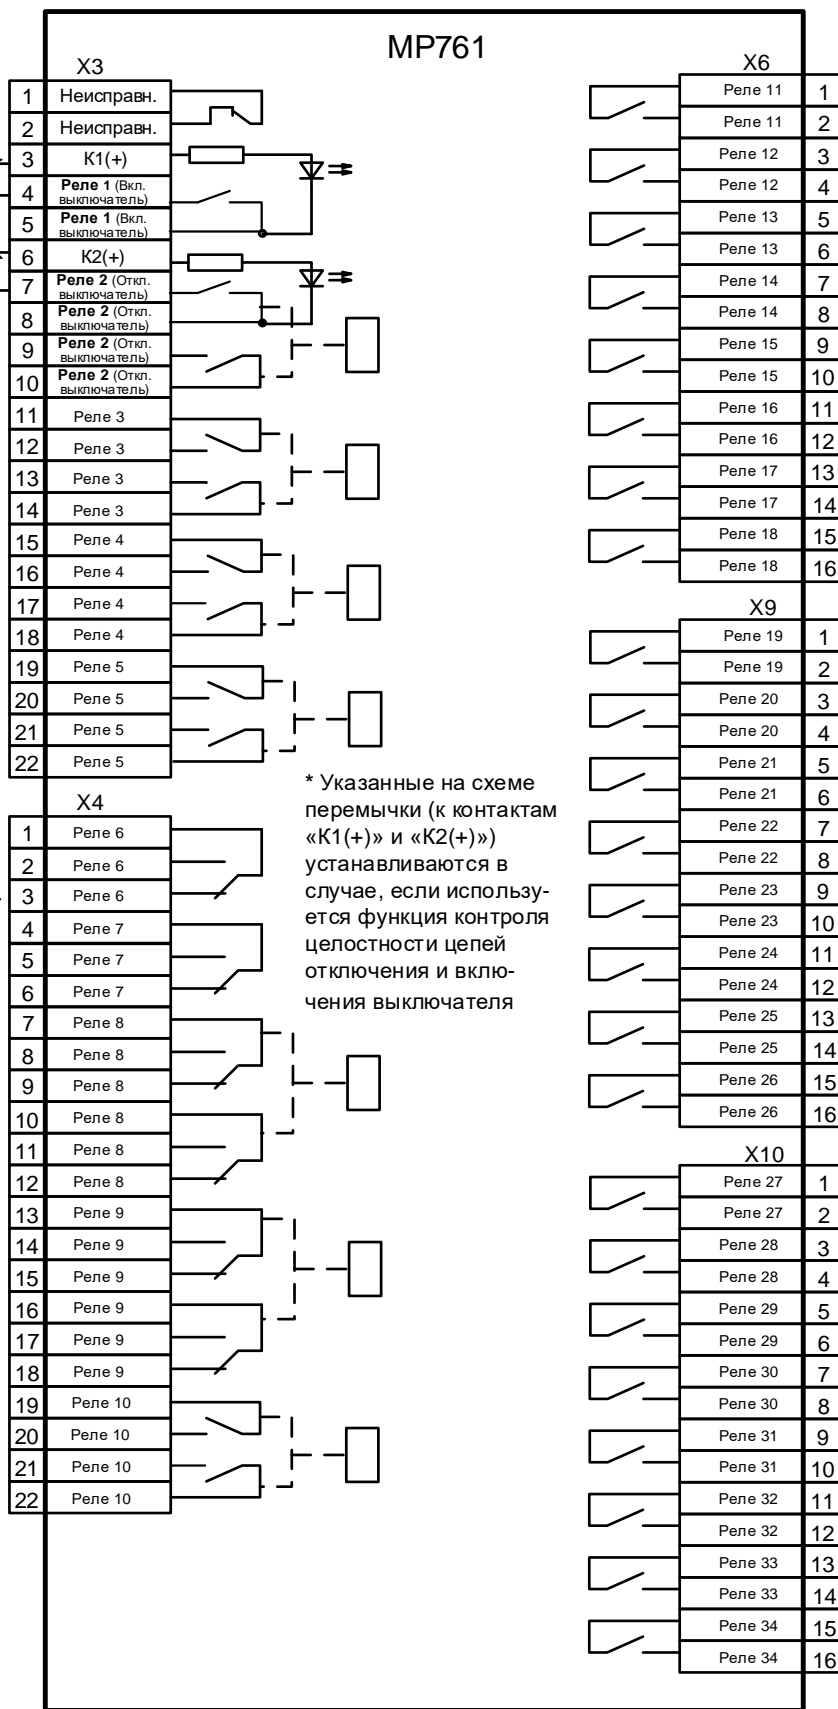 МР761
X3
1 Неисправн.
2 Неисправн.
3 К1(+)
4 Реле 1 (Вкл.
выключатель)
5 Реле 1 (Вкл.
выключатель)
6 К2(+)
7 Реле 2 (Откл.
выключатель)
8 Реле 2 (Откл.
выключатель)
9 Реле 2 (Откл.
выключатель)
10 Реле 2 (Откл.
выключатель)
11 Реле 3
12 Реле 3
13 Реле 3
14 Реле 3
15 Реле 4
16 Реле 4
17 Реле 4
18 Реле 4
19 Реле 5
20 Реле 5
21 Реле 5
22 Реле 5
X4
1 Реле 6
2 Реле 6
3 Реле 6
4 Реле 7
5 Реле 7
6 Реле 7
7 Реле 8
8 Реле 8
9 Реле 8
10 Реле 8
11 Реле 8
12 Реле 8
13 Реле 9
14 Реле 9
15 Реле 9
16 Реле 9
17 Реле 9
18 Реле 9
19 Реле 10
20 Реле 10
21 Реле 10
22 Реле 10
* Указанные на схеме
перемычки (к контактам
«К1(+)» и «К2(+)»)
устанавливаются в
случае, если использу-
ется функция контроля
целостности цепей
отключения и вклю-
чения выключателя
X6
Реле 11 1
Реле 11 2
Реле 12 3
Реле 12 4
Реле 13 5
Реле 13 6
Реле 14 7
Реле 14 8
Реле 15 9
Реле 15 10
Реле 16 11
Реле 16 12
Реле 17 13
Реле 17 14
Реле 18 15
Реле 18 16
X9
Реле 19 1
Реле 19 2
Реле 20 3
Реле 20 4
Реле 21 5
Реле 21 6
Реле 22 7
Реле 22 8
Реле 23 9
Реле 23 10
Реле 24 11
Реле 24 12
Реле 25 13
Реле 25 14
Реле 26 15
Реле 26 16
X10
Реле 27 1
Реле 27 2
Реле 28 3
Реле 28 4
Реле 29 5
Реле 29 6
Реле 30 7
Реле 30 8
Реле 31 9
Реле 31 10
Реле 32 11
Реле 32 12
Реле 33 13
Реле 33 14
Реле 34 15
Реле 34 16